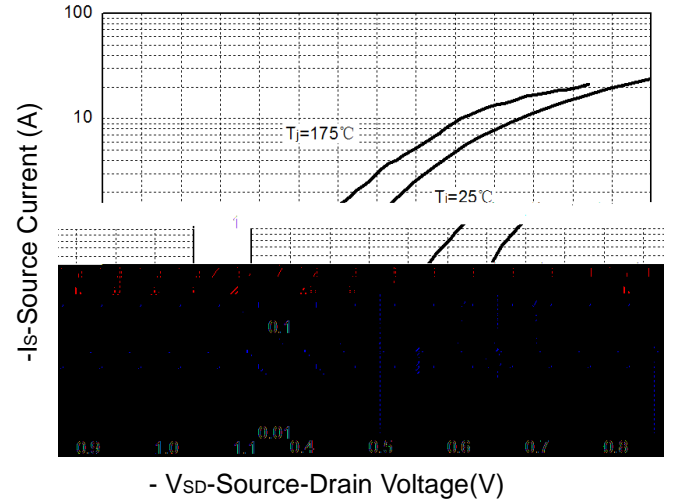 100
10
Tj=175℃
Tj=25℃
1
0.1
0.01
0.9 1.0 1.1 0.4 0.5 0.6 0.7 0.8
-Is-Source Current (A)
- VSD-Source-Drain Voltage(V)